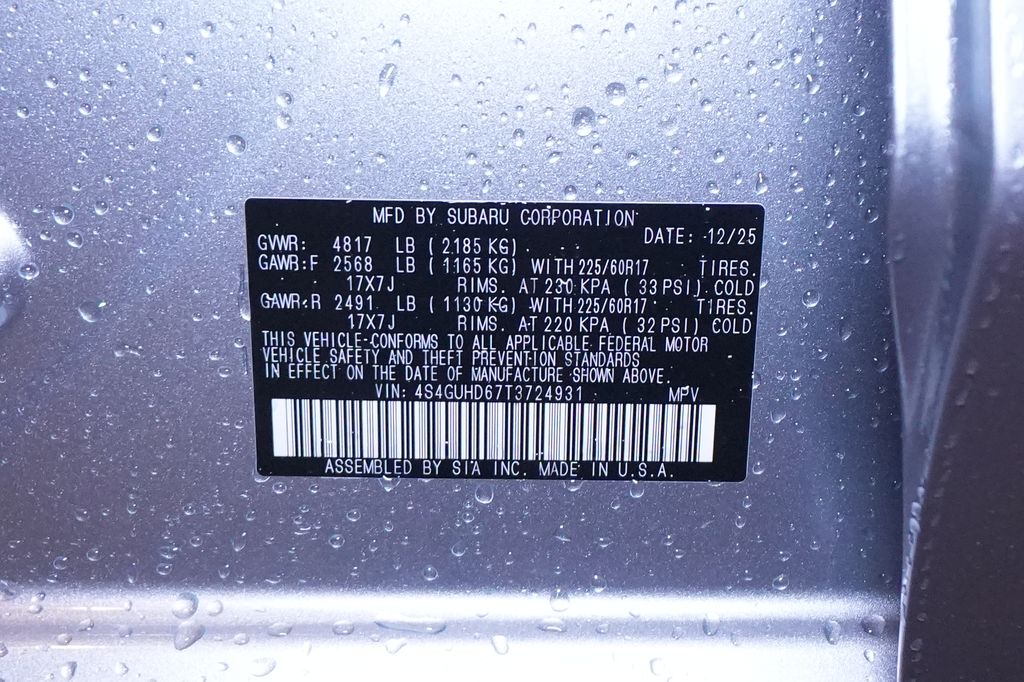 MFD BY SUBARU CORPORATION
DATE: 12/25
GVWR: 4817 LB ( 2185 KG)
GAWR:F 2568 LB ( 1165 KG) WITH 225/60R17 TIRES.
17X7J RIMS. AT 230 KPA ( 33 PSI) COLD
GAWR:R 2491 LB ( 1130 KG) WITH 225/60R17 TIRES.
17X7J RIMS. AT 220 KPA ( 32 PSI) COLD
THIS VEHICLE CONFORMS TO ALL APPLICABLE FEDERAL MOTOR
VEHICLE SAFETY AND THEFT PREVENTION STANDARDS
IN EFFECT ON THE DATE OF MANUFACTURE SHOWN ABOVE.
VIN: 4S4GUHD67T3724931 MPV
ASSEMBLED BY SIA INC. MADE IN U.S.A.